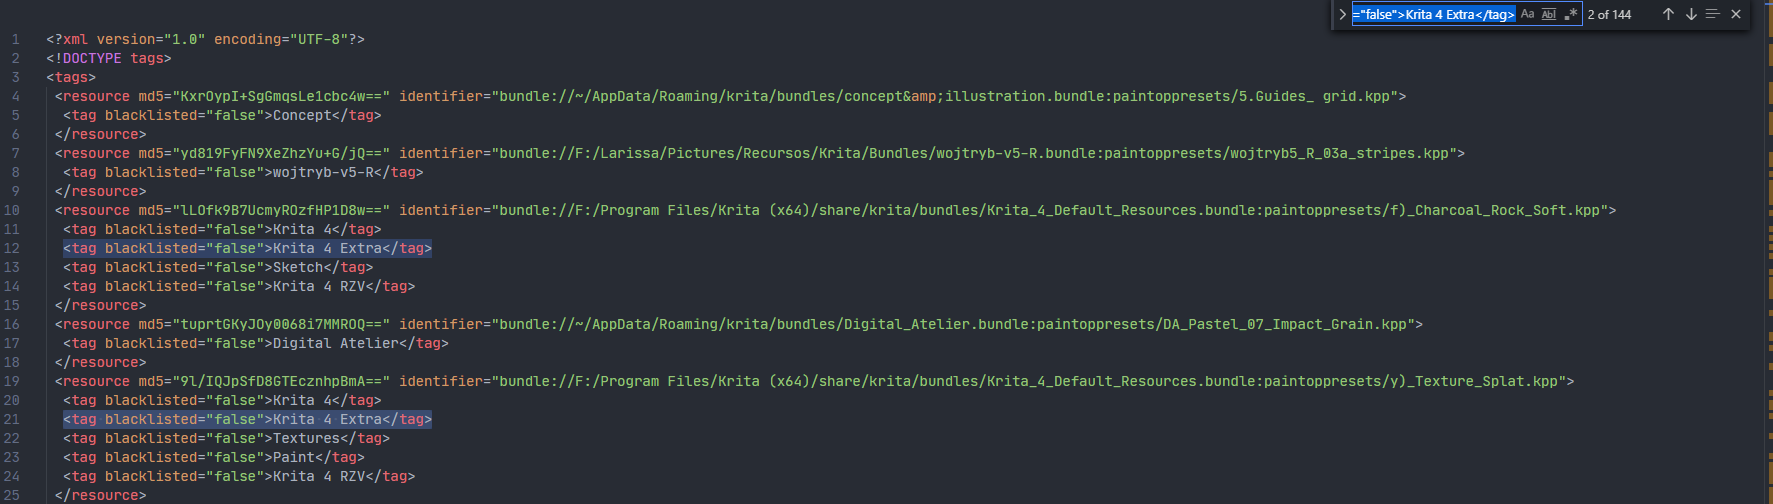 ="false">Krita 4 Extra</tag> Aa Abl .* 2 of 144
1 <?xml version="1.0" encoding="UTF-8"?>
2 <!DOCTYPE tags>
3 <tags>
4 <resource md5="KxrOypI+SgGmqsLe1cbc4w==" identifier="bundle://~/AppData/Roaming/krita/bundles/concept&amp;illustration.bundle:paintoppresets/5.Guides_ grid.kpp">
5 <tag blacklisted="false">Concept</tag>
6 </resource>
7 <resource md5="yd819FyFN9XeZhzYu+G/jQ==" identifier="bundle://F:/Larissa/Pictures/Recursos/Krita/Bundles/wojtryb-v5-R.bundle:paintoppresets/wojtryb5_R_03a_stripes.kpp">
8 <tag blacklisted="false">wojtryb-v5-R</tag>
9 </resource>
10 <resource md5="lLOfk9B7UcmyROzfHP1D8w==" identifier="bundle://F:/Program Files/Krita (x64)/share/krita/bundles/Krita_4_Default_Resources.bundle:paintoppresets/f)_Charcoal_Rock_Soft.kpp">
11 <tag blacklisted="false">Krita 4</tag>
12 <tag blacklisted="false">Krita 4 Extra</tag>
13 <tag blacklisted="false">Sketch</tag>
14 <tag blacklisted="false">Krita 4 RZV</tag>
15 </resource>
16 <resource md5="tuprtGKyJOy0068i7MMROQ==" identifier="bundle://~/AppData/Roaming/krita/bundles/Digital_Atelier.bundle:paintoppresets/DA_Pastel_07_Impact_Grain.kpp">
17 <tag blacklisted="false">Digital Atelier</tag>
18 </resource>
19 <resource md5="9l/IQJpSfD8GTEcznhpBmA==" identifier="bundle://F:/Program Files/Krita (x64)/share/krita/bundles/Krita_4_Default_Resources.bundle:paintoppresets/y)_Texture_Splat.kpp">
20 <tag blacklisted="false">Krita 4</tag>
21 <tag blacklisted="false">Krita 4 Extra</tag>
22 <tag blacklisted="false">Textures</tag>
23 <tag blacklisted="false">Paint</tag>
24 <tag blacklisted="false">Krita 4 RZV</tag>
25 </resource>